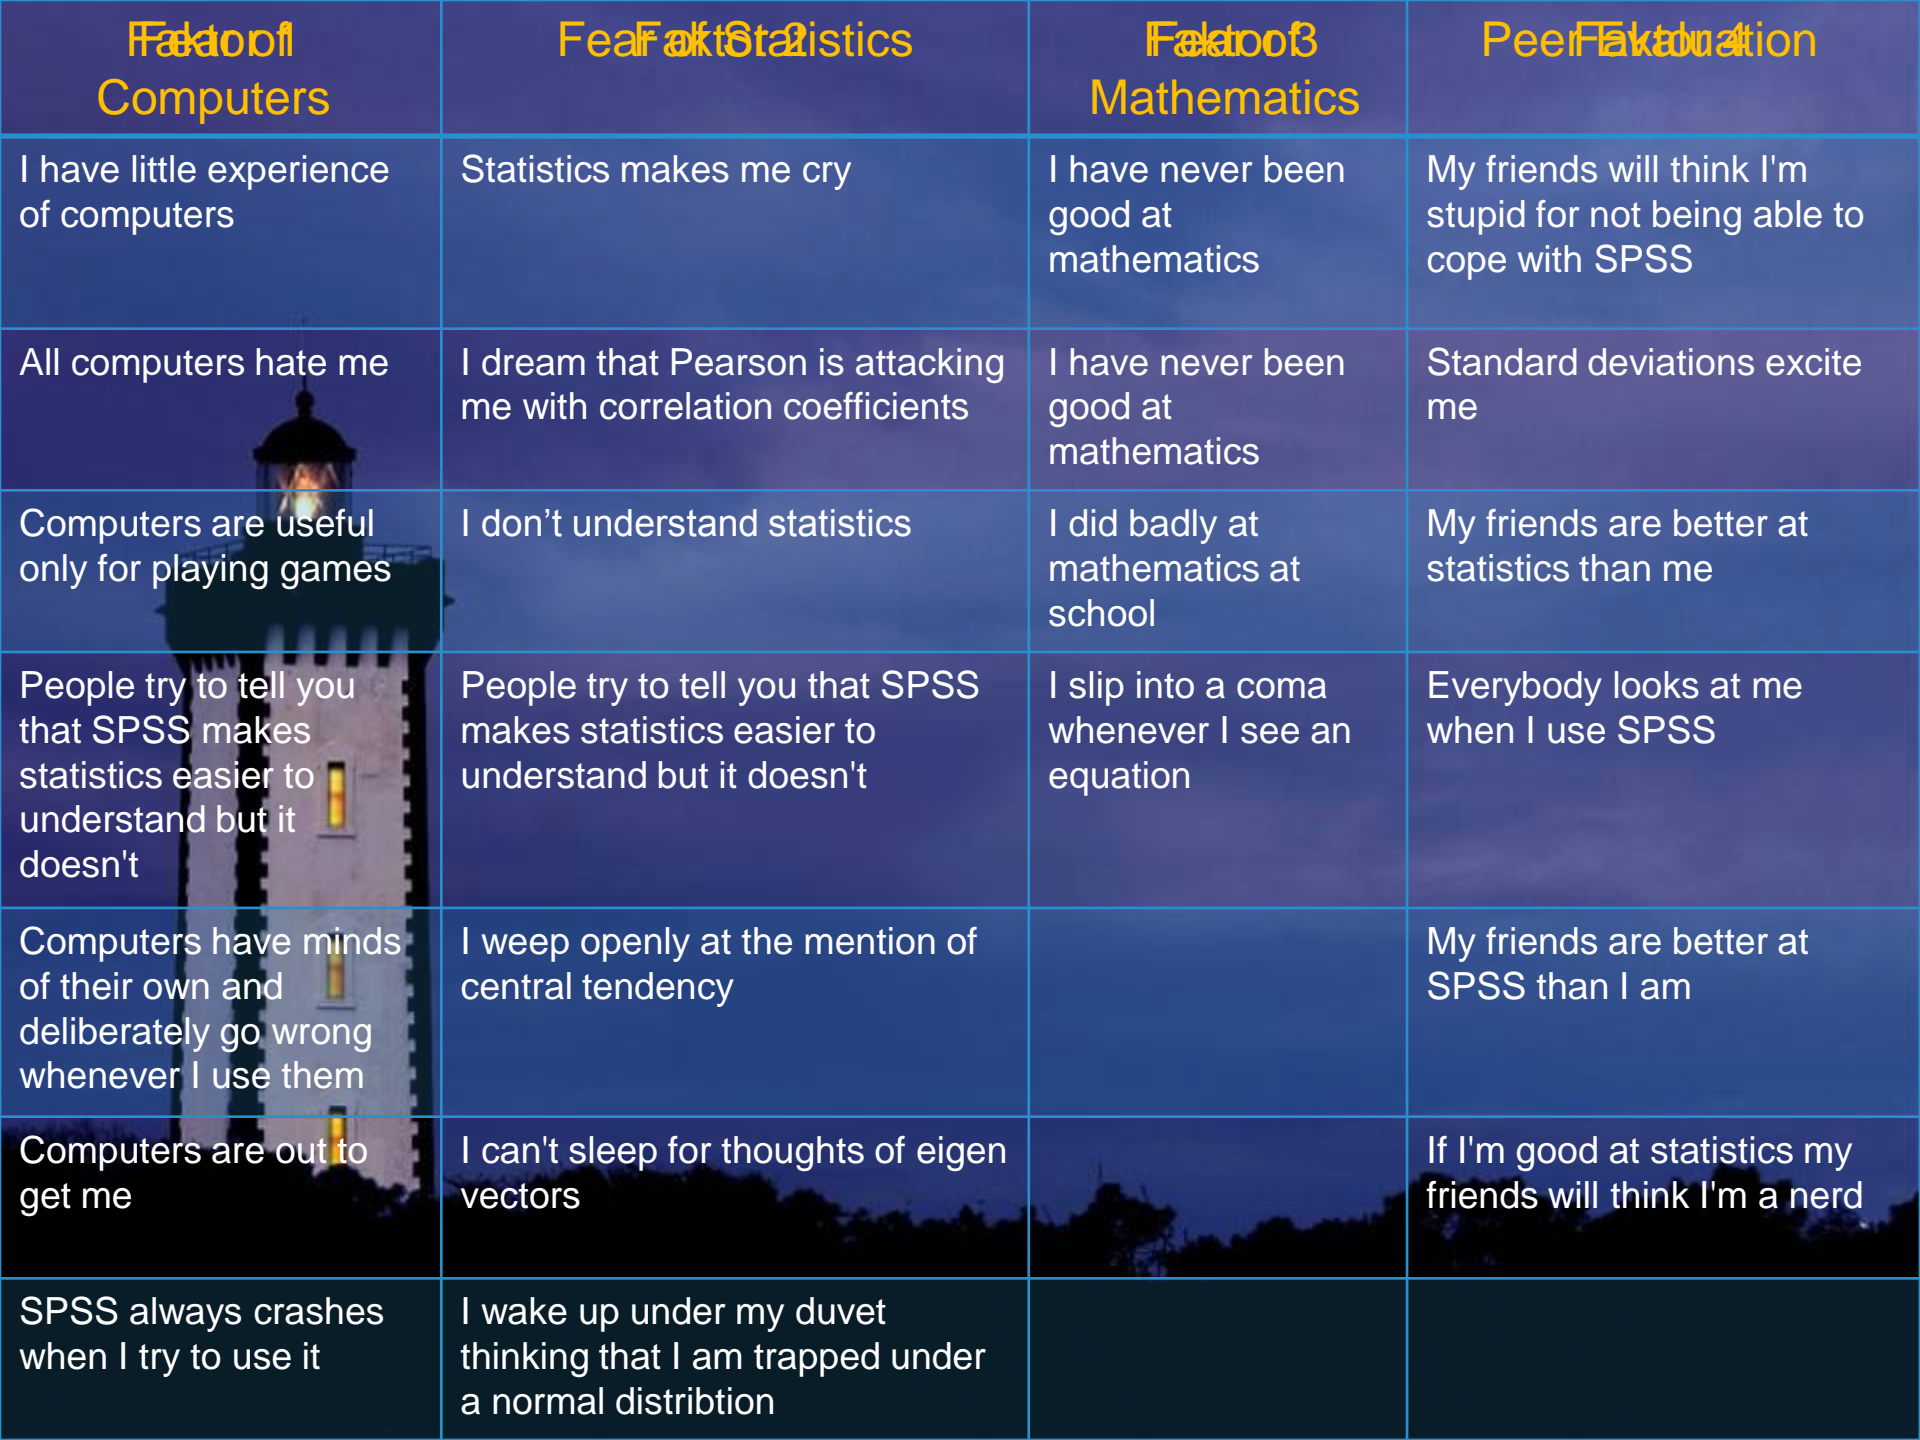 Faktor 1
Fear of
Computers
Faktor 2
Fear of Statistics
Faktor 3
Fear of
Mathematics
Faktor 4
Peer Evaluation
I have little experience
of computers
Statistics makes me cry
I have never been
good at
mathematics
My friends will think I'm
stupid for not being able to
cope with SPSS
All computers hate me
I dream that Pearson is attacking
me with correlation coefficients
I have never been
good at
mathematics
Standard deviations excite
me
Computers are useful
only for playing games
I don’t understand statistics
I did badly at
mathematics at
school
My friends are better at
statistics than me
People try to tell you
that SPSS makes
statistics easier to
understand but it
doesn't
People try to tell you that SPSS
makes statistics easier to
understand but it doesn't
I slip into a coma
whenever I see an
equation
Everybody looks at me
when I use SPSS
Computers have minds
of their own and
deliberately go wrong
whenever I use them
I weep openly at the mention of
central tendency
My friends are better at
SPSS than I am
Computers are out to
get me
I can't sleep for thoughts of eigen
vectors
If I'm good at statistics my
friends will think I'm a nerd
SPSS always crashes
when I try to use it
I wake up under my duvet
thinking that I am trapped under
a normal distribtion